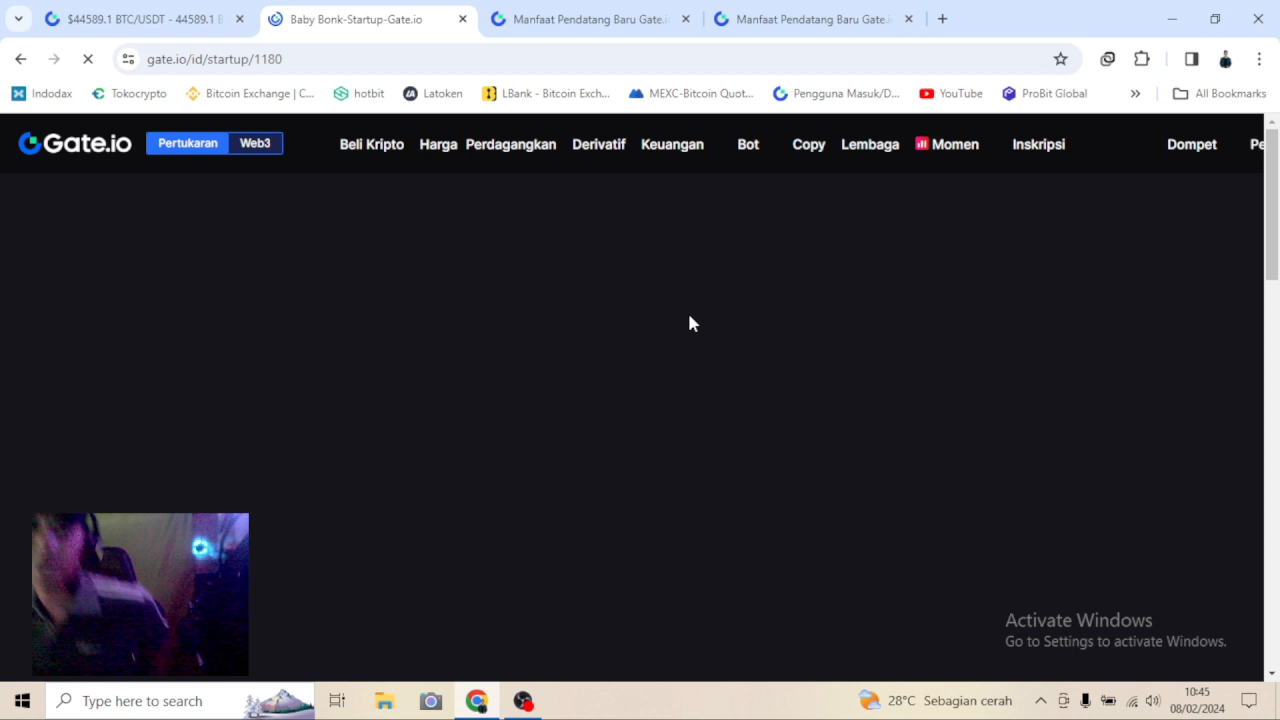 $44589.1 BTC/USDT - 44589.1 B
Baby Bonk-Startup-Gate.io
Manfaat Pendatang Baru Gate.i
Manfaat Pendatang Baru Gate.i
gate.io/id/startup/1180
Indodax
Tokocrypto
Bitcoin Exchange | C...
hotbit
Latoken
LBank - Bitcoin Exch...
MEXC-Bitcoin Quot...
Pengguna Masuk/D...
YouTube
ProBit Global
All Bookmarks
Gate.io
Pertukaran
Web3
Beli Kripto
Harga
Perdagangkan
Derivatif
Keuangan
Bot
Copy
Lembaga
Momen
Inskripsi
Dompet
Pe
Activate Windows
Go to Settings to activate Windows.
Type here to search
28°C Sebagian cerah
10:45
08/02/2024